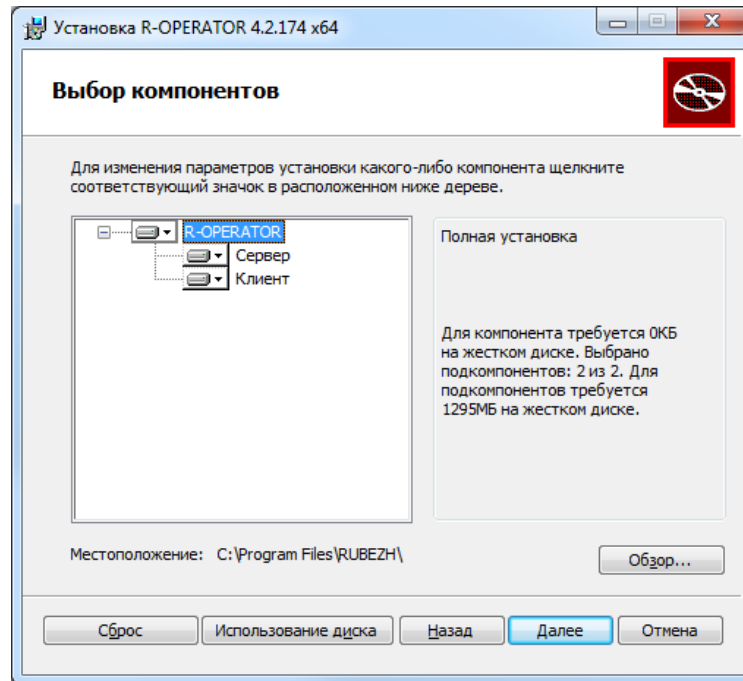 Установка R-OPERATOR 4.2.174 x64
Выбор компонентов
Для изменения параметров установки какого-либо компонента щелкните
соответствующий значок в расположенном ниже дереве.
R-OPERATOR
Сервер
Клиент
Полная установка
Для компонента требуется 0КБ
на жестком диске. Выбрано
подкомпонентов: 2 из 2. Для
подкомпонентов требуется
1295МБ на жестком диске.
Местоположение: C:\Program Files\RUBEZH\
Обзор...
Сброс Использование диска Назад Далее Отмена